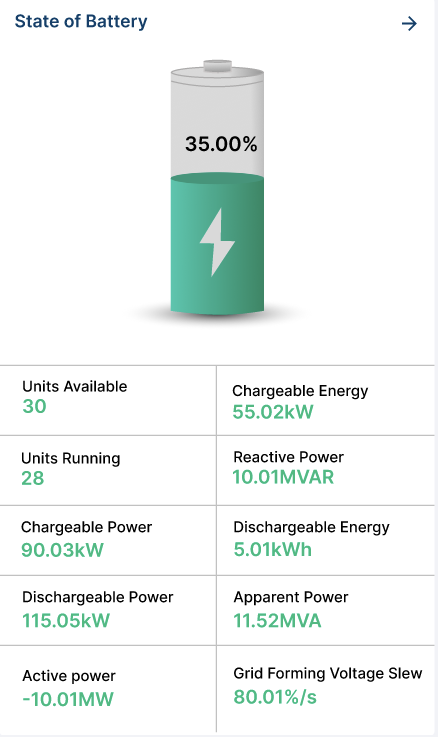 State of Battery
35.00%
Units Available
30
Chargeable Energy
55.02kW
Units Running
28
Reactive Power
10.01MVAR
Chargeable Power
90.03kW
Dischargeable Energy
5.01kWh
Dischargeable Power
115.05kW
Apparent Power
11.52MVA
Active power
-10.01MW
Grid Forming Voltage Slew
80.01%/s